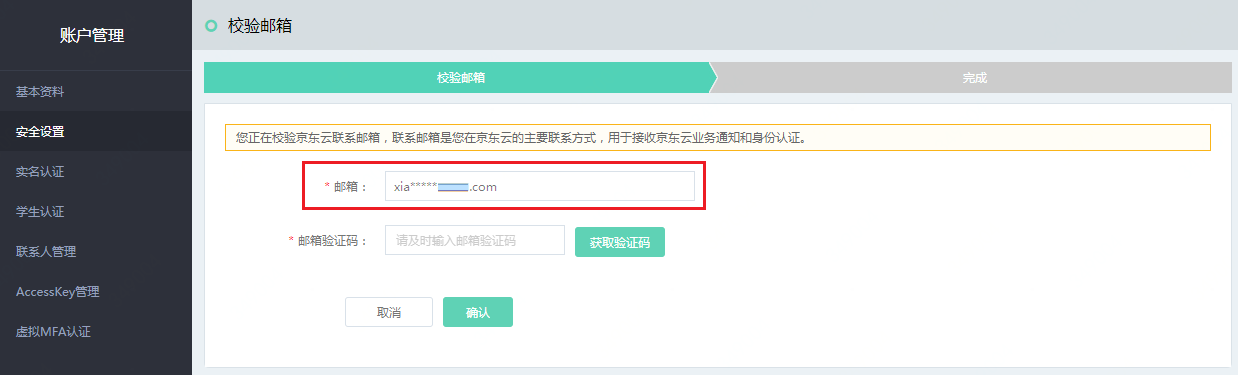 账户管理
基本资料
安全设置
实名认证
学生认证
联系人管理
AccessKey管理
虚拟MFA认证
校验邮箱
校验邮箱
完成
您正在校验京东云联系邮箱，联系邮箱是您在京东云的主要联系方式，用于接收京东云业务通知和身份认证。
* 邮箱： xia***** .com
* 邮箱验证码： 请及时输入邮箱验证码 获取验证码
取消 确认